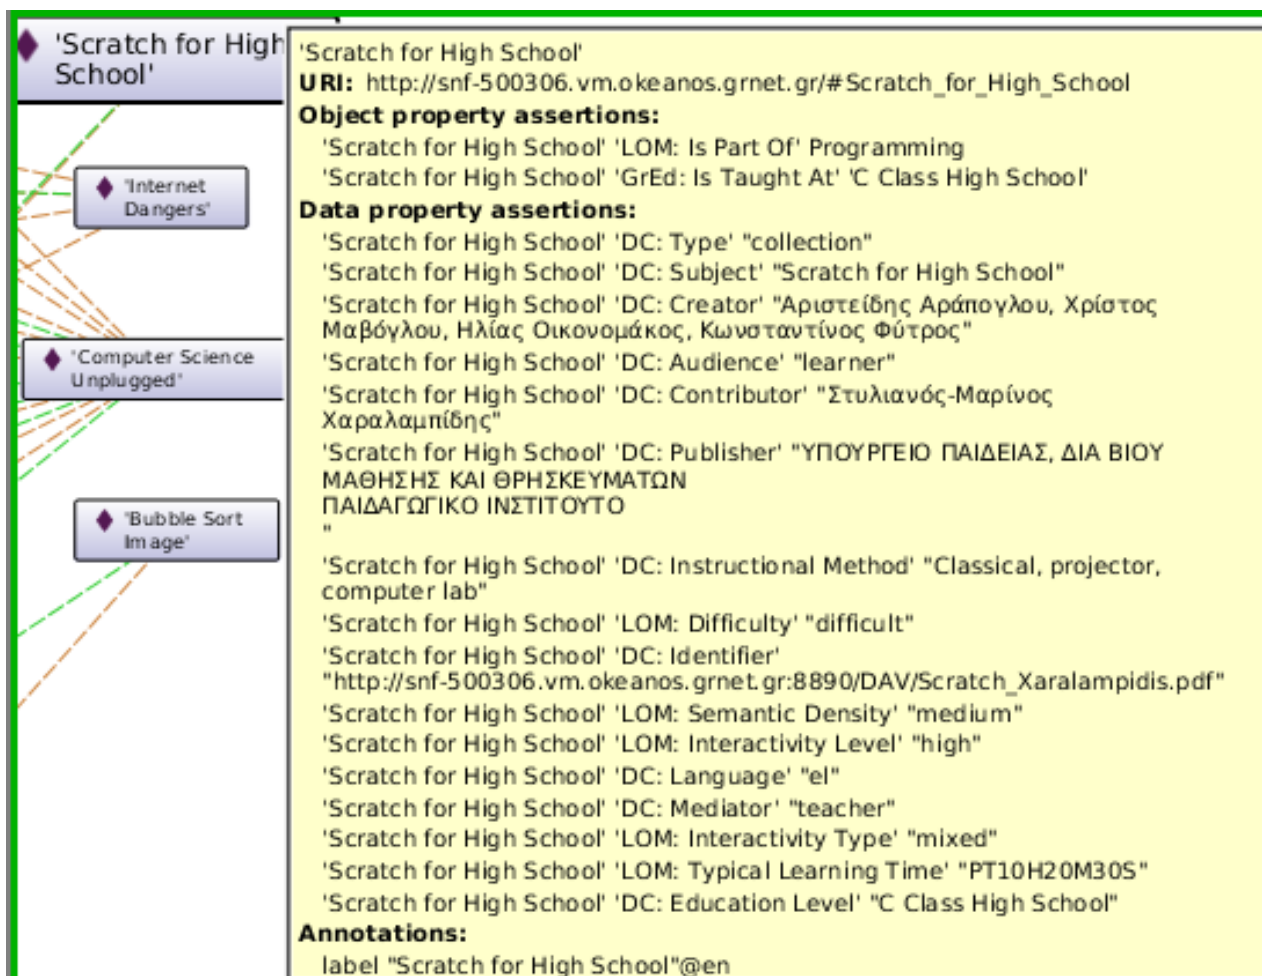 'Scratch for High
School'
'Internet
Dangers'
'Computer Science
Unplugged'
'Bubble Sort
Image'
'Scratch for High School'
URI: http://snf-500306.vm.okeanos.grnet.gr/#Scratch_for_High_School
Object property assertions:
'Scratch for High School' 'LOM: Is Part Of' Programming
'Scratch for High School' 'GrEd: Is Taught At' 'C Class High School'
Data property assertions:
'Scratch for High School' 'DC: Type' "collection"
'Scratch for High School' 'DC: Subject' "Scratch for High School"
'Scratch for High School' 'DC: Creator' "Αριστείδης Αράπογλου, Χρίστος
Μαβόγλου, Ηλίας Οικονομάκος, Κωνσταντίνος Φύτρος"
'Scratch for High School' 'DC: Audience' "learner"
'Scratch for High School' 'DC: Contributor' "Στυλιανός-Μαρίνος
Χαραλαμπίδης"
'Scratch for High School' 'DC: Publisher' "ΥΠΟΥΡΓΕΙΟ ΠΑΙΔΕΙΑΣ, ΔΙΑ ΒΙΟΥ
ΜΑΘΗΣΗΣ ΚΑΙ ΘΡΗΣΚΕΥΜΑΤΩΝ
ΠΑΙΔΑΓΩΓΙΚΟ ΙΝΣΤΙΤΟΥΤΟ
"
'Scratch for High School' 'DC: Instructional Method' "Classical, projector,
computer lab"
'Scratch for High School' 'LOM: Difficulty' "difficult"
'Scratch for High School' 'DC: Identifier'
"http://snf-500306.vm.okeanos.grnet.gr:8890/DAV/Scratch_Xaralampidis.pdf"
'Scratch for High School' 'LOM: Semantic Density' "medium"
'Scratch for High School' 'LOM: Interactivity Level' "high"
'Scratch for High School' 'DC: Language' "el"
'Scratch for High School' 'DC: Mediator' "teacher"
'Scratch for High School' 'LOM: Interactivity Type' "mixed"
'Scratch for High School' 'LOM: Typical Learning Time' "PT10H20M30S"
'Scratch for High School' 'DC: Education Level' "C Class High School"
Annotations:
label "Scratch for High School"@en